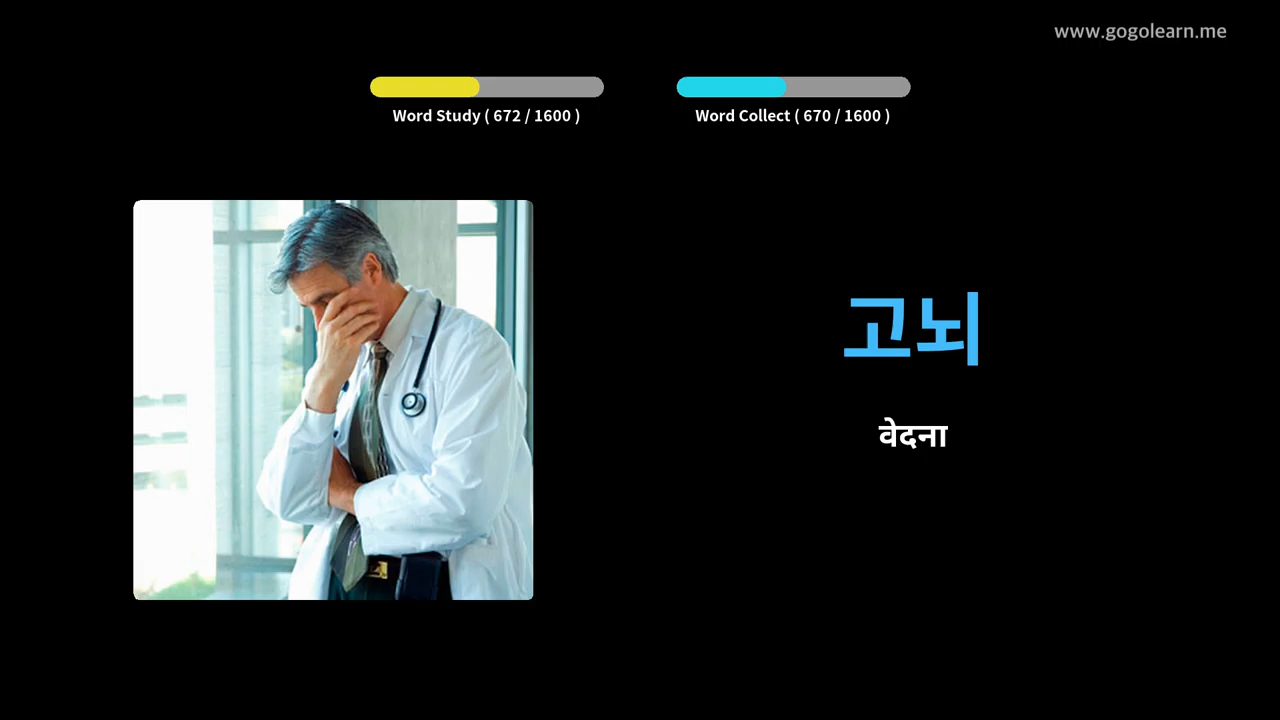 www.gogolearn.me
Word Study ( 672 / 1600 )
Word Collect ( 670 / 1600 )
고뇌
वेदना